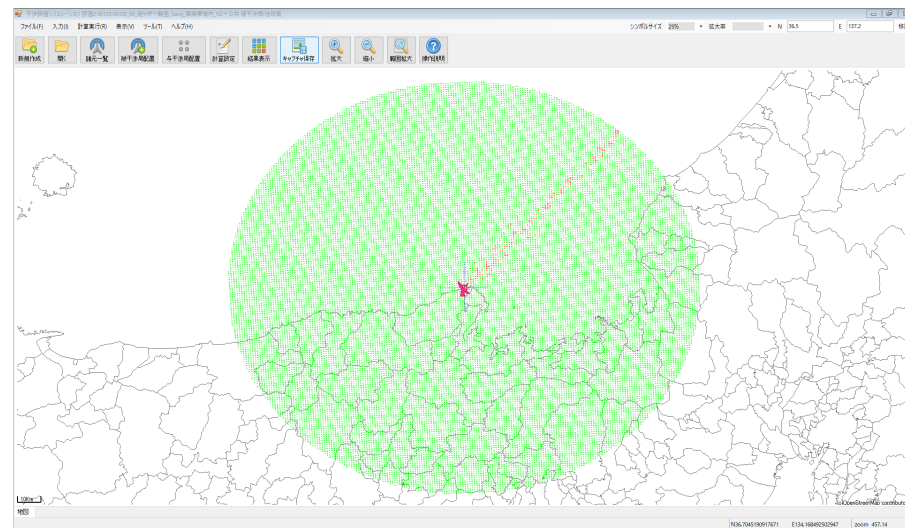 ファイル(F) 入力(I) 計算実行(R) 表示(V) ツール(T) ヘルプ(H) シンボルサイズ 25% 拡大率 N 36.5 E 137.2
新規作成 開く 諸元一覧 被干渉局配置 与干渉局配置 計算設定 結果表示 キャプチャ保存 拡大 縮小 範囲拡大 操作説明
10Km
(c)OpenStreetMap contributors
地図
N36.7045190917671 E134.168492502947 zoom 457.14